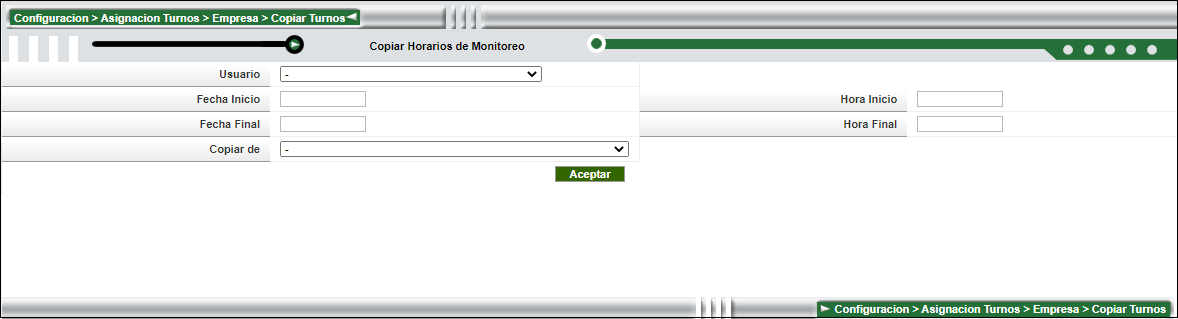 Configuracion > Asignacion Turnos > Empresa > Copiar Turnos
Copiar Horarios de Monitoreo
Usuario -
Fecha Inicio Hora Inicio
Fecha Final Hora Final
Copiar de -
Aceptar
Configuracion > Asignacion Turnos > Empresa > Copiar Turnos